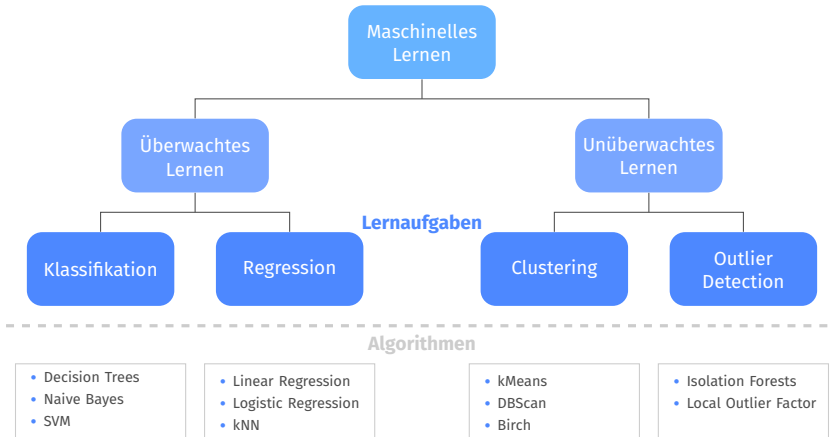 Maschinelles
Lernen
Überwachtes
Lernen
Unüberwachtes
Lernen
Lernaufgaben
Klassifikation
Regression
Clustering
Outlier
Detection
Algorithmen
• Decision Trees
• Naive Bayes
• SVM
• Linear Regression
• Logistic Regression
• kNN
• kMeans
• DBScan
• Birch
• Isolation Forests
• Local Outlier Factor